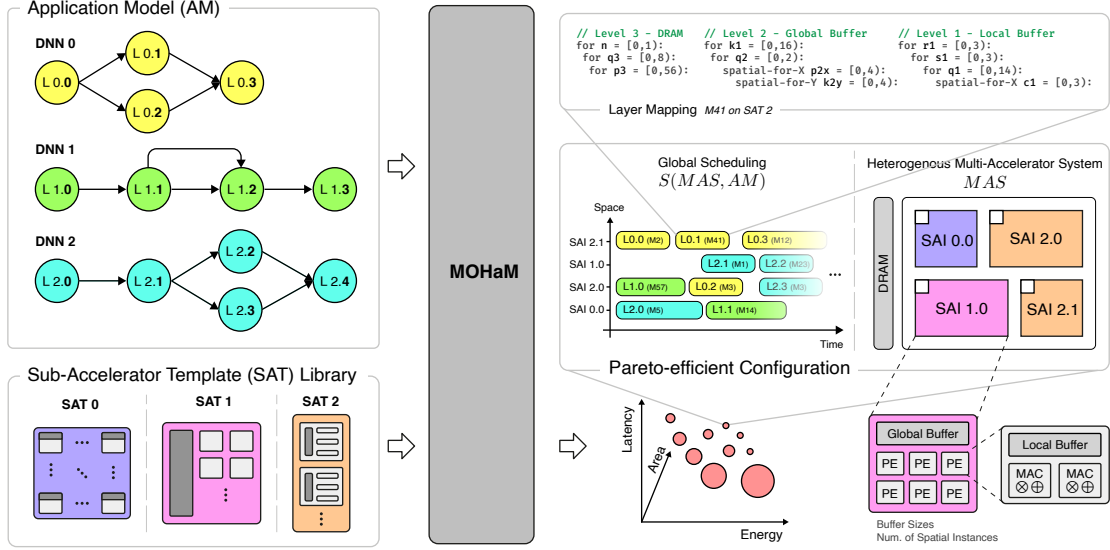 Application Model (AM)
DNN 0
L 0.0
L 0.1
L 0.2
L 0.3
DNN 1
L 1.0
L 1.1
L 1.2
L 1.3
DNN 2
L 2.0
L 2.1
L 2.2
L 2.3
L 2.4
Sub-Accelerator Template (SAT) Library
SAT 0
SAT 1
SAT 2
MOHaM
// Level 3 - DRAM
for n = [0,1):
for q3 = [0,8):
for p3 = [0,56):
// Level 2 - Global Buffer
for k1 = [0,16):
for q2 = [0,2):
spatial-for-X p2x = [0,4):
spatial-for-Y k2y = [0,4):
// Level 1 - Local Buffer
for r1 = [0,3):
for s1 = [0,3):
for q1 = [0,14):
spatial-for-X c1 = [0,3):
Layer Mapping M41 on SAT 2
Global Scheduling
S(MAS, AM)
Space
SAI 2.1
L0.0 (M2)
L0.1 (M41)
L0.3 (M12)
SAI 1.0
L2.1 (M1)
L2.2 (M23)
SAI 2.0
L1.0 (M57)
L0.2 (M3)
L2.3 (M3)
SAI 0.0
L2.0 (M5)
L1.1 (M14)
...
Time
Heterogenous Multi-Accelerator System
MAS
DRAM
SAI 0.0
SAI 2.0
SAI 1.0
SAI 2.1
Pareto-efficient Configuration
Latency
Area
Energy
Global Buffer
PE PE PE
PE PE PE
Buffer Sizes
Num. of Spatial Instances
Local Buffer
MAC MAC